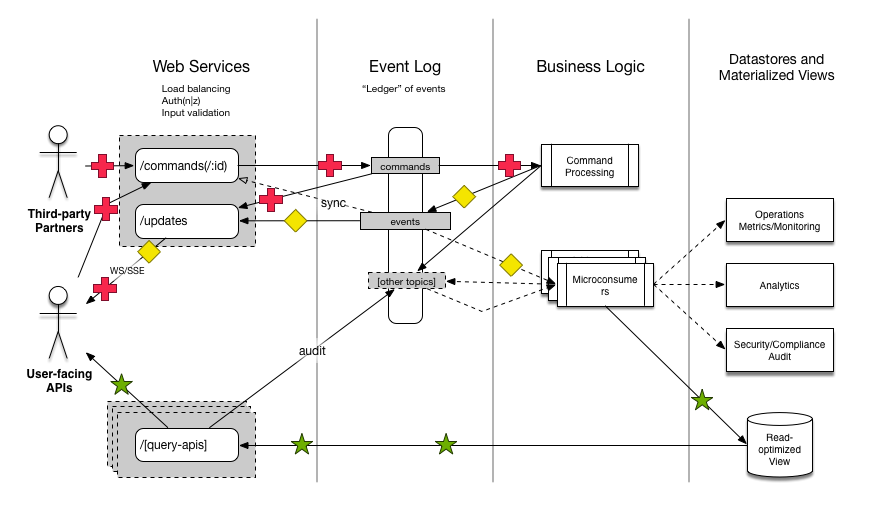 Web Services
Load balancing
Auth(n|z)
Input validation
Event Log
“Ledger” of events
Business Logic
Datastores and
Materialized Views
Third-party
Partners
/commands(/:id)
/updates
sync
WS/SSE
commands
events
[other topics]
Command
Processing
Microconsume
rs
Operations
Metrics/Monitoring
Analytics
Security/Compliance
Audit
User-facing
APIs
audit
/[query-apis]
Read-
optimized
View